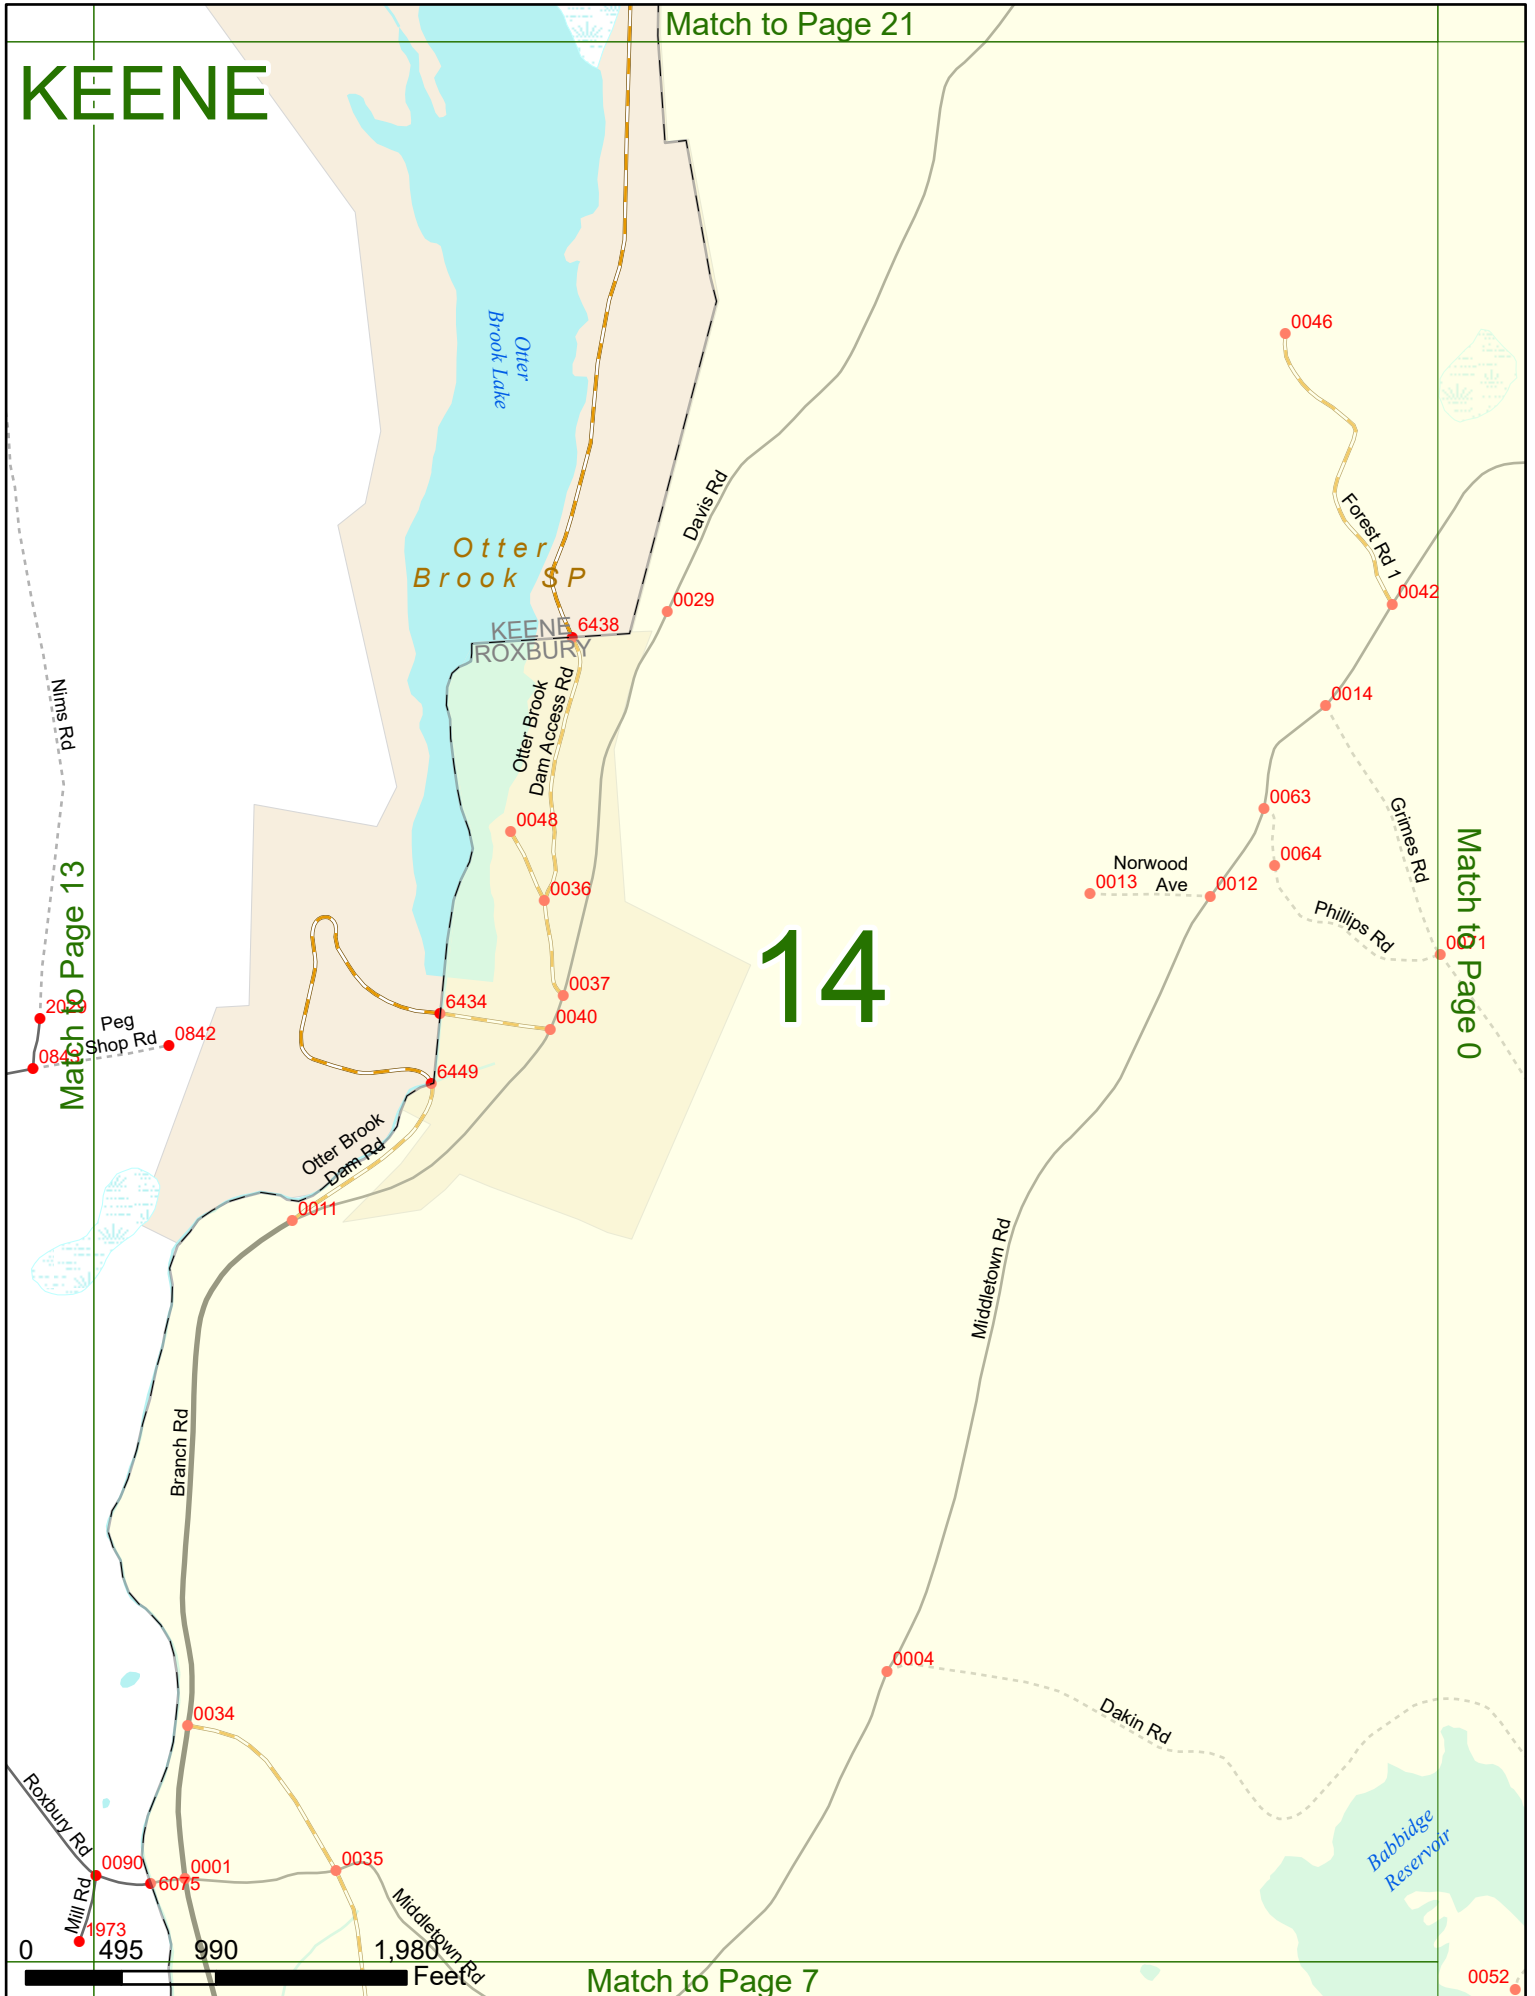 Match to Page 21
KEENE
0046
Otter
Brook Lake
Davis Rd
Forest Rd 1
Otter
Brook SP
0029
0042
KEENE
6438
ROXBURY
Nims Rd
Otter Brook
Dam Access Rd
0014
0048
0063
Grimes Rd
0064
Match to Page 13
Norwood
Ave
0013
0012
0036
Phillips Rd
Match to Page 0
0071
14
0037
6434
0040
2029
Peg
Shop Rd
0842
0843
6449
Otter Brook
Dam Rd
0011
Middletown Rd
Branch Rd
0004
Dakin Rd
0034
Roxbury Rd
Babbidge
Reservoir
0090
0001
0035
6075
Mill Rd
1973
Middletown Rd
0 495 990 1,980
Feet
Match to Page 7
0052